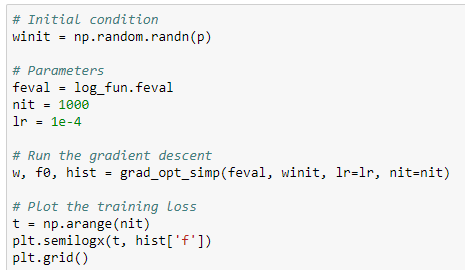 # Initial condition
winit = np.random.randn(p)
# Parameters
feval = log_fun.feval
nit = 1000
lr = 1e-4
# Run the gradient descent
w, f0, hist = grad_opt_simp(feval, winit, lr=lr, nit=nit)
# Plot the training loss
t = np.arange(nit)
plt.semilogx(t, hist['f'])
plt.grid()